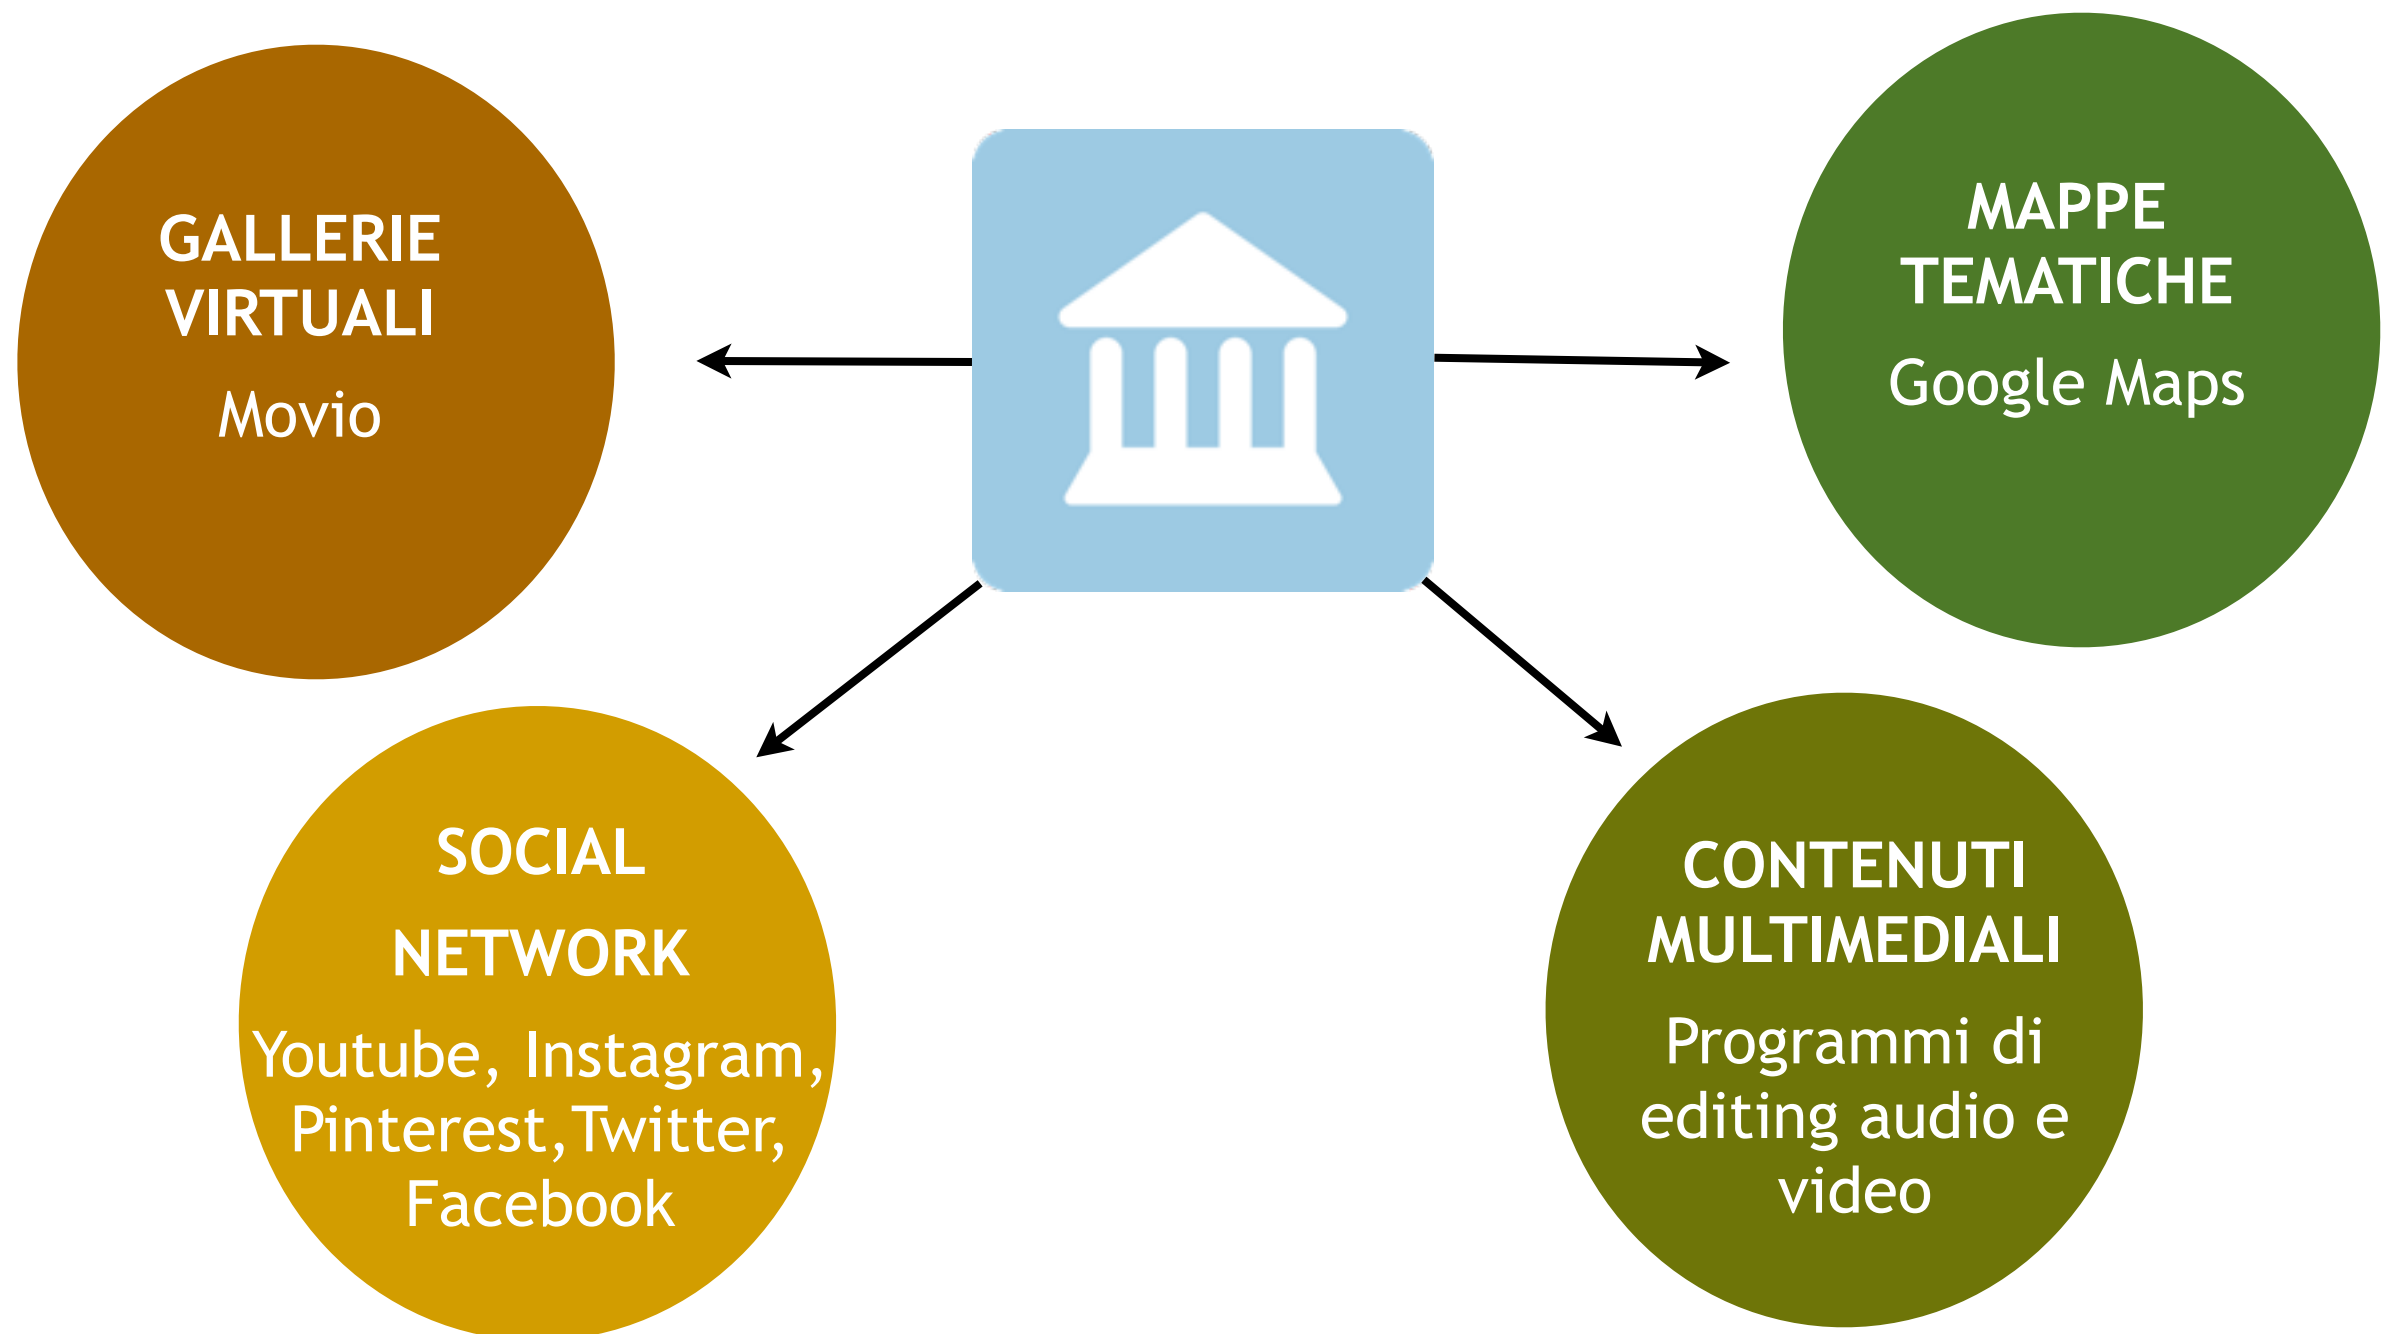 GALLERIE
VIRTUALI
Movio
MAPPE
TEMATICHE
Google Maps
SOCIAL
NETWORK
Youtube, Instagram,
Pinterest,Twitter,
Facebook
CONTENUTI
MULTIMEDIALI
Programmi di
editing audio e
video